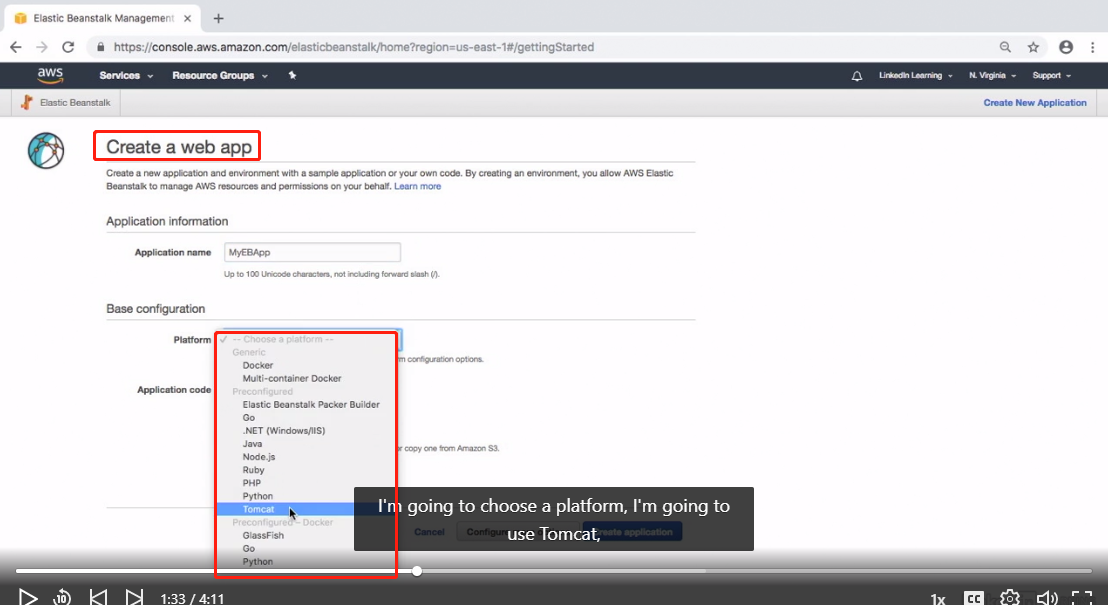 Elastic Beanstalk Management
https://console.aws.amazon.com/elasticbeanstalk/home?region=us-east-1#/gettingStarted
aws Services Resource Groups LinkedIn Learning N. Virginia Support
Elastic Beanstalk Create New Application
Create a web app
Create a new application and environment with a sample application or your own code. By creating an environment, you allow AWS Elastic
Beanstalk to manage AWS resources and permissions on your behalf. Learn more
Application information
Application name MyEBApp
Up to 100 Unicode characters, not including forward slash (/).
Base configuration
Platform -- Choose a platform --
Generic
configuration options.
Docker
Multi-container Docker
Application code
Preconfigured
Elastic Beanstalk Packer Builder
Go
.NET (Windows/IIS)
Java
or copy one from Amazon S3.
Node.js
Ruby
PHP
Python
Tomcat
Preconfigured – Docker
GlassFish
Go
Python
Cancel
I'm going to choose a platform, I'm going to
use Tomcat,
10 1:33 / 4:11 1x CC